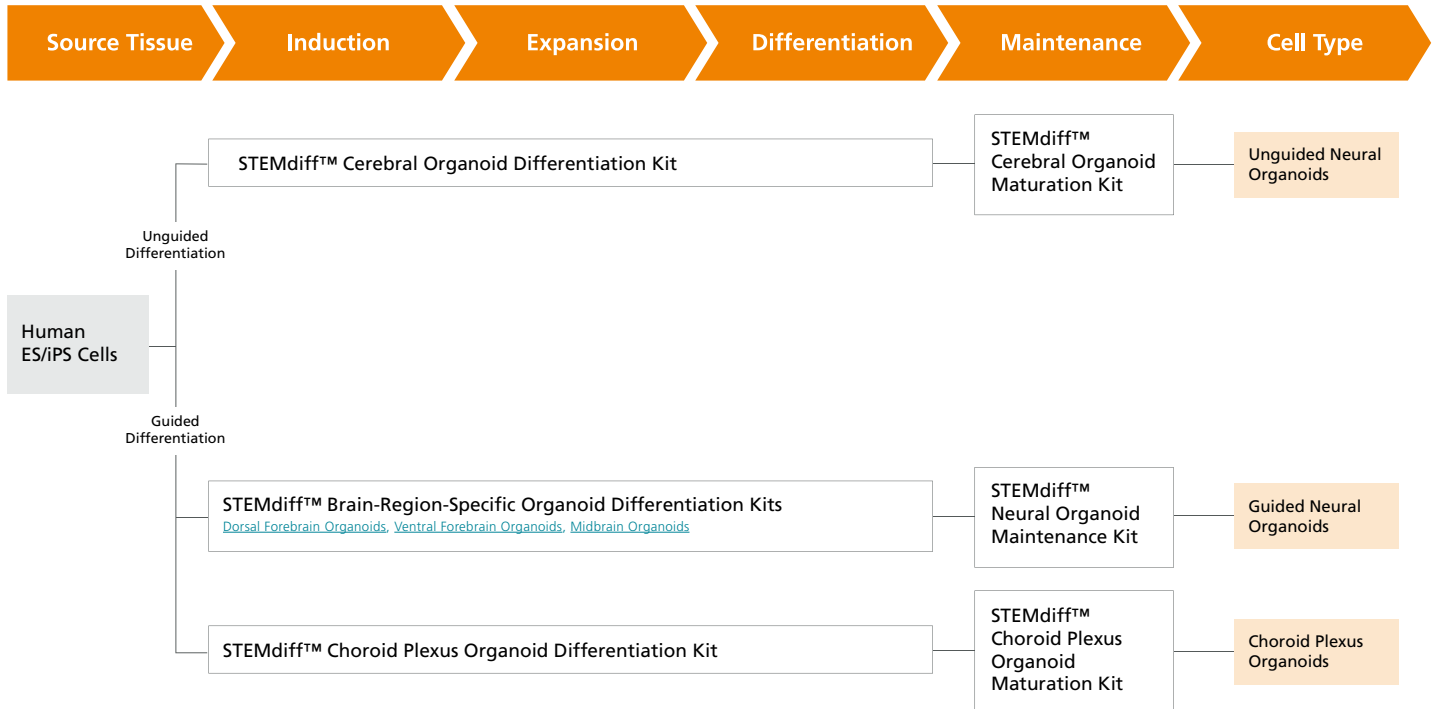 Source Tissue
Induction
Expansion
Differentiation
Maintenance
Cell Type
STEMdiff™ Cerebral Organoid Differentiation Kit
STEMdiff™
Cerebral Organoid
Maturation Kit
Unguided Neural
Organoids
Unguided
Differentiation
Human
ES/iPS Cells
Guided
Differentiation
STEMdiff™ Brain-Region-Specific Organoid Differentiation Kits
Dorsal Forebrain Organoids, Ventral Forebrain Organoids, Midbrain Organoids
STEMdiff™
Neural Organoid
Maintenance Kit
Guided Neural
Organoids
STEMdiff™ Choroid Plexus Organoid Differentiation Kit
STEMdiff™
Choroid Plexus
Organoid
Maturation Kit
Choroid Plexus
Organoids